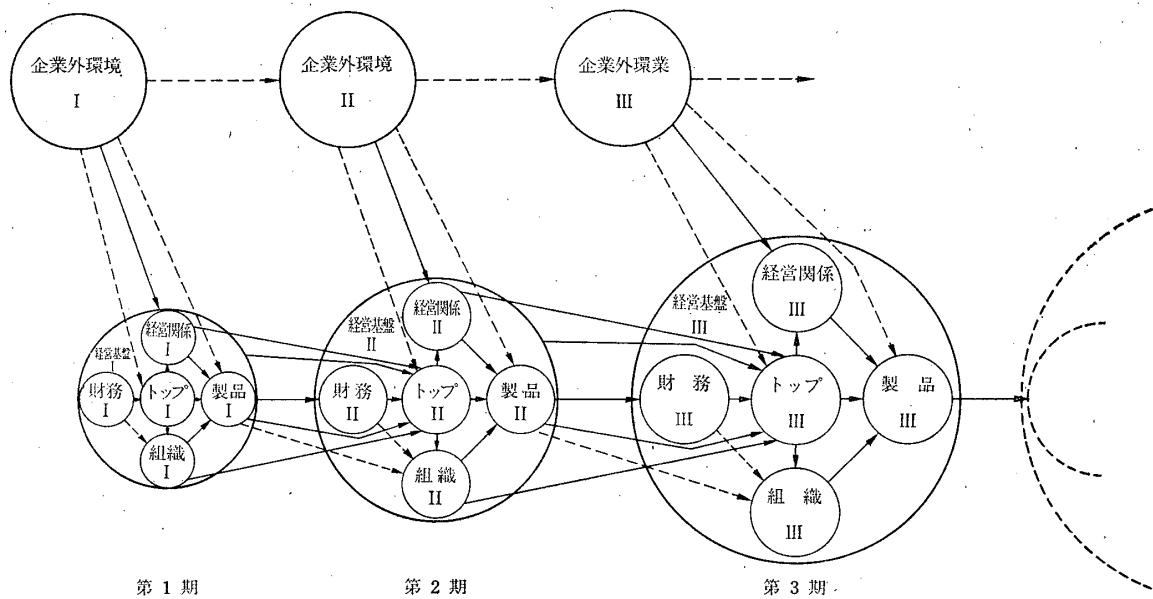 企業外環境
I
企業外環境
II
企業外環業
III
経営関係
I
経営基盤
I
財務
I
トップ
I
製品
I
組織
I
経営関係
II
経営基盤
II
財務
II
トップ
II
製品
II
組織
II
経営関係
III
経営基盤
III
財務
III
トップ
III
製品
III
組織
III
第1期
第2期
第3期